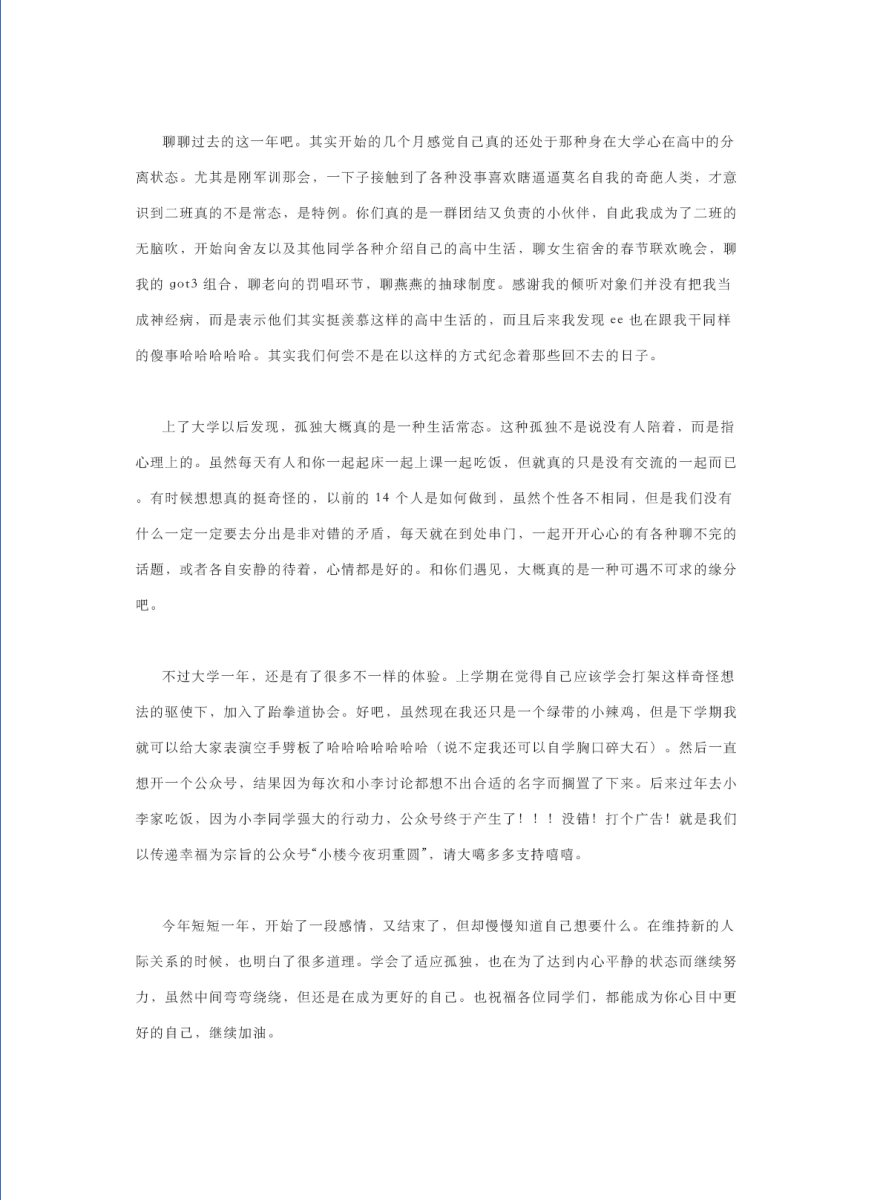 聊聊过去的这一年吧。其实开始的几个月感觉自己真的还处于那种身在大学心在高中的分
离状态。尤其是刚军训那会，一下子接触到了各种没事喜欢瞎逼逼莫名自我的奇葩人类，才意
识到二班真的不是常态，是特例。你们真的是一群团结又负责的小伙伴，自此我成为了二班的
无脑吹，开始向舍友以及其他同学各种介绍自己的高中生活，聊女生宿舍的春节联欢晚会，聊
我的 got3 组合，聊老向的罚唱环节，聊燕燕的抽球制度。感谢我的倾听对象们并没有把我当
成神经病，而是表示他们其实挺羡慕这样的高中生活的，而且后来我发现 ee 也在跟我干同样
的傻事哈哈哈哈哈。其实我们何尝不是在以这样的方式纪念着那些回不去的日子。
上了大学以后发现，孤独大概真的是一种生活常态。这种孤独不是说没有人陪着，而是指
心理上的。虽然每天有人和你一起起床一起上课一起吃饭，但就真的只是没有交流的一起而已
。有时候想想真的挺奇怪的，以前的 14 个人是如何做到，虽然个性各不相同，但是我们没有
什么一定一定要去分出是非对错的矛盾，每天就在到处串门，一起开开心心的有各种聊不完的
话题，或者各自安静的待着，心情都是好的。和你们遇见，大概真的是一种可遇不可求的缘分
吧。
不过大学一年，还是有了很多不一样的体验。上学期在觉得自己应该学会打架这样奇怪想
法的驱使下，加入了跆拳道协会。好吧，虽然现在我还只是一个绿带的小辣鸡，但是下学期我
就可以给大家表演空手劈板了哈哈哈哈哈哈哈（说不定我还可以自学胸口碎大石）。然后一直
想开一个公众号，结果因为每次和小李讨论都想不出合适的名字而搁置了下来。后来过年去小
李家吃饭，因为小李同学强大的行动力，公众号终于产生了！！！没错！打个广告！就是我们
以传递幸福为宗旨的公众号“小楼今夜玥重圆”，请大噶多多支持嘻嘻。
今年短短一年，开始了一段感情，又结束了，但却慢慢知道自己想要什么。在维持新的人
际关系的时候，也明白了很多道理。学会了适应孤独，也在为了达到内心平静的状态而继续努
力，虽然中间弯弯绕绕，但还是在成为更好的自己。也祝福各位同学们，都能成为你心目中更
好的自己，继续加油。